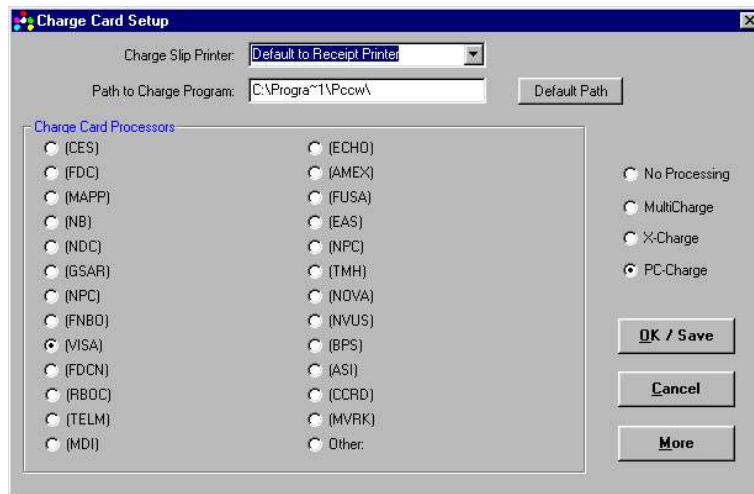 Charge Card Setup
Charge Slip Printer: Default to Receipt Printer
Path to Charge Program: C:\Progra~1\Pccw\ Default Path
Charge Card Processors
(CES) (ECHO)
(FDC) (AMEX)
(MAPP) (FUSA)
(NB) (EAS)
(NDC) (NPC)
(GSAR) (TMH)
(NPC) (NOVA)
(FNBO) (NVUS)
(VISA) (BPS)
(FDCN) (ASI)
(RBOC) (CCRD)
(TELM) (MVRK)
(MDI) Other:
No Processing
MultiCharge
X-Charge
PC-Charge
OK / Save
Cancel
More